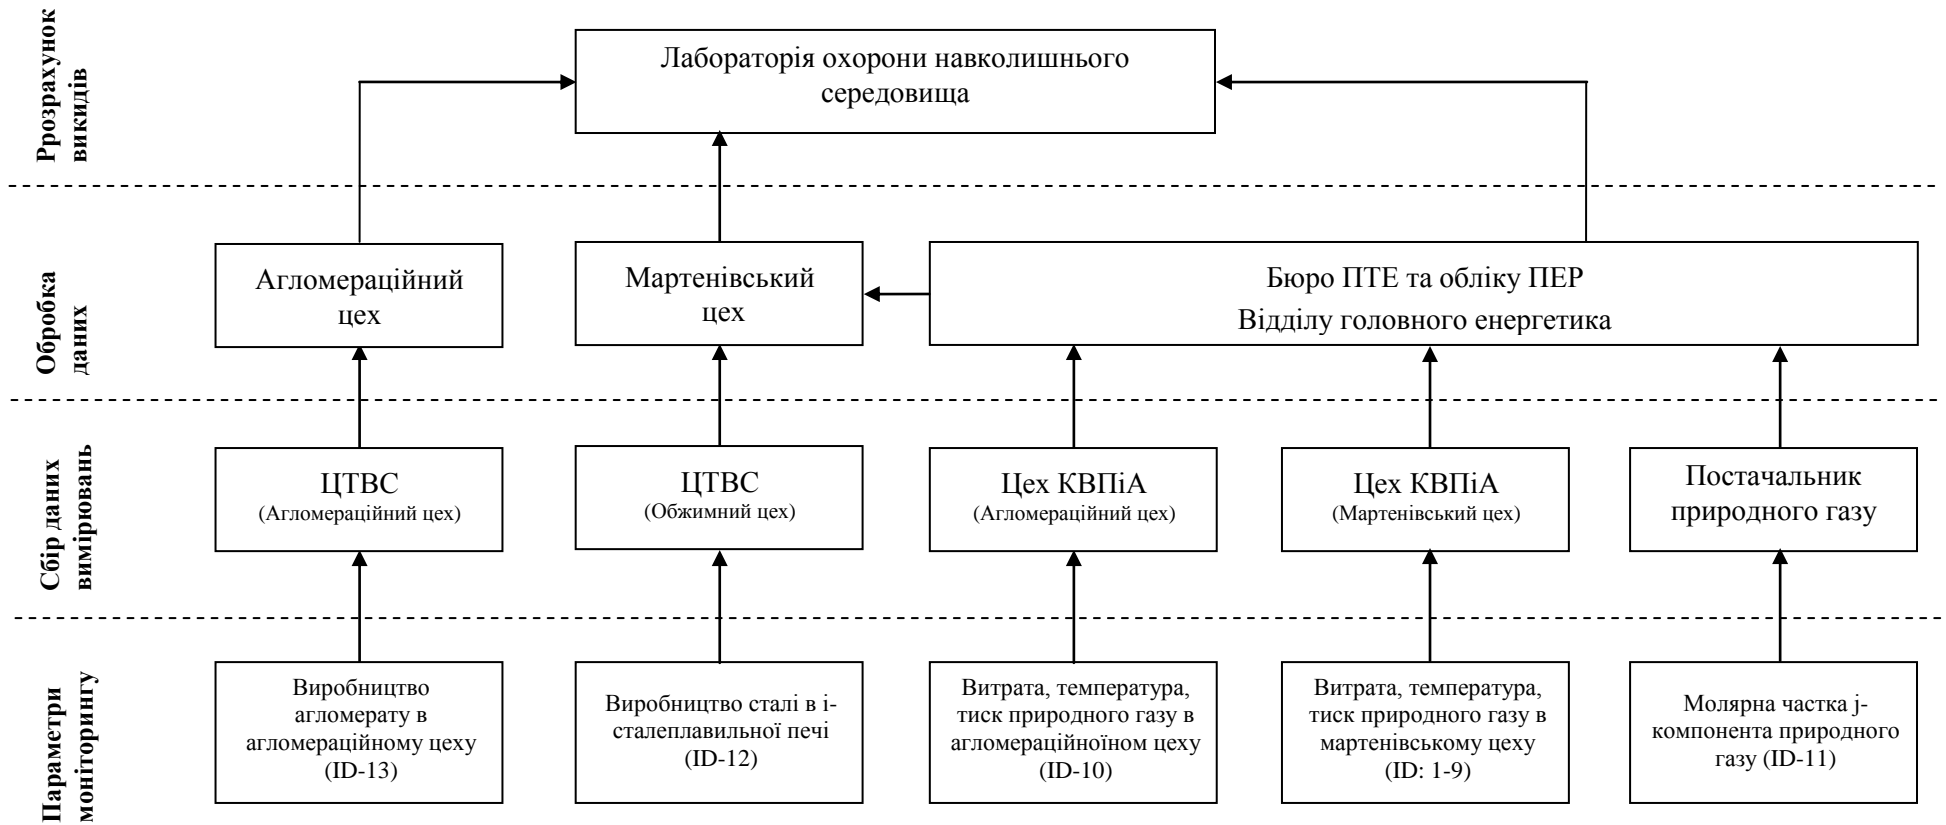 Ррозрахунок
викидів
Лабораторія охорони навколишнього
середовища
Обробка
даних
Агломераційний
цех
Мартенівський
цех
Бюро ПТЕ та обліку ПЕР
Відділу головного енергетика
Сбір даних
вимірювань
ЦТВС
(Агломераційний цех)
ЦТВС
(Обжимний цех)
Цех КВПіА
(Агломераційний цех)
Цех КВПіА
(Мартенівський цех)
Постачальник
природного газу
Параметри
моніторингу
Виробництво
агломерату в
агломераційному цеху
(ID-13)
Виробництво сталі в і-
сталеплавильної печі
(ID-12)
Витрата, температура,
тиск природного газу в
агломераційноїном цеху
(ID-10)
Витрата, температура,
тиск природного газу в
мартенівському цеху
(ID: 1-9)
Молярна частка j-
компонента природного
газу (ID-11)